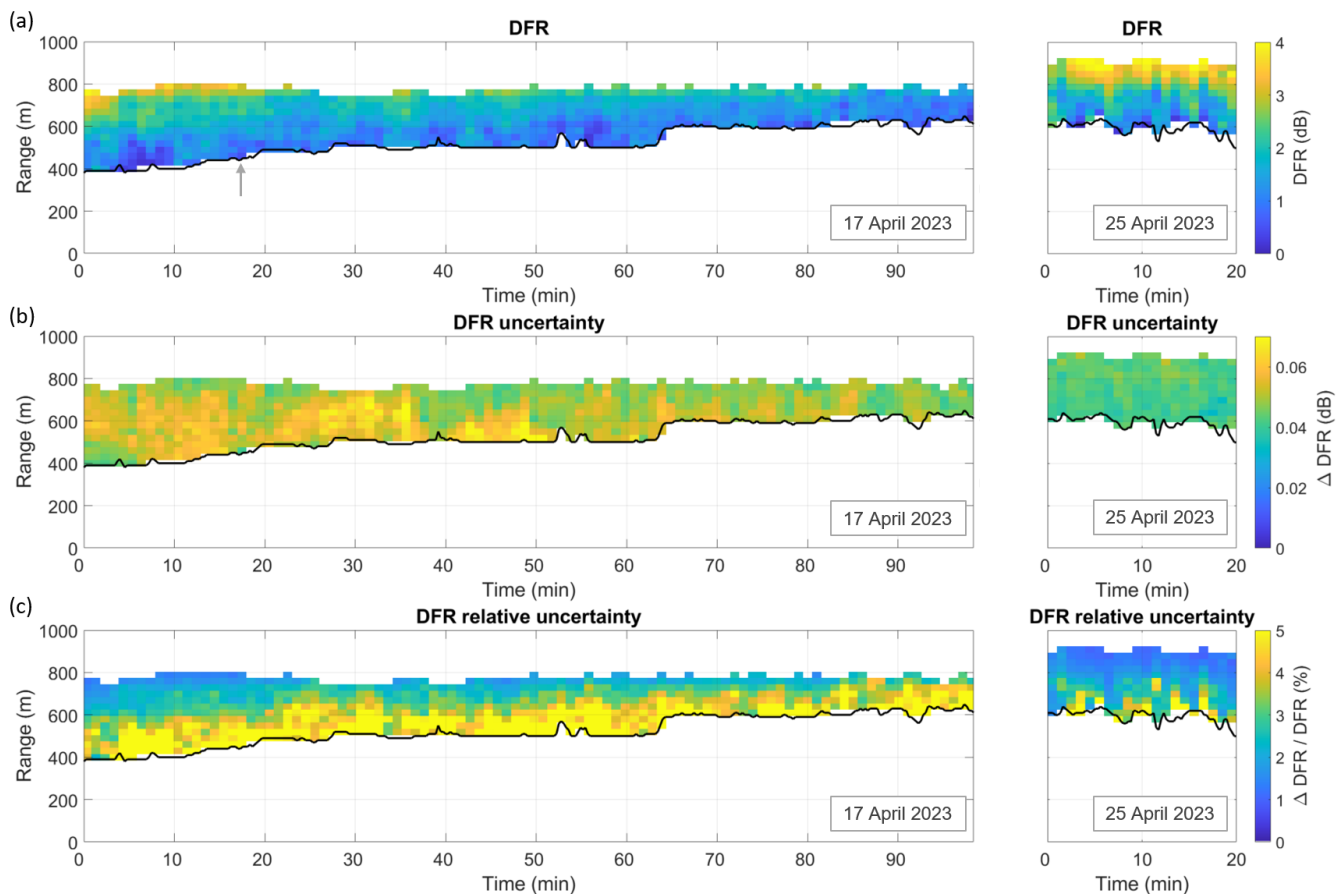 (a)
DFR
DFR
1000
800
600
400
200
0
Range (m)
0 10 20 30 40 50 60 70 80 90
Time (min)
17 April 2023
0 10 20
Time (min)
25 April 2023
4
3
2
1
0
DFR (dB)
(b)
DFR uncertainty
DFR uncertainty
1000
800
600
400
200
0
Range (m)
0 10 20 30 40 50 60 70 80 90
Time (min)
17 April 2023
0 10 20
Time (min)
25 April 2023
0.06
0.04
0.02
0
Δ DFR (dB)
(c)
DFR relative uncertainty
DFR relative uncertainty
1000
800
600
400
200
0
Range (m)
0 10 20 30 40 50 60 70 80 90
Time (min)
17 April 2023
0 10 20
Time (min)
25 April 2023
5
4
3
2
1
0
Δ DFR / DFR (%)